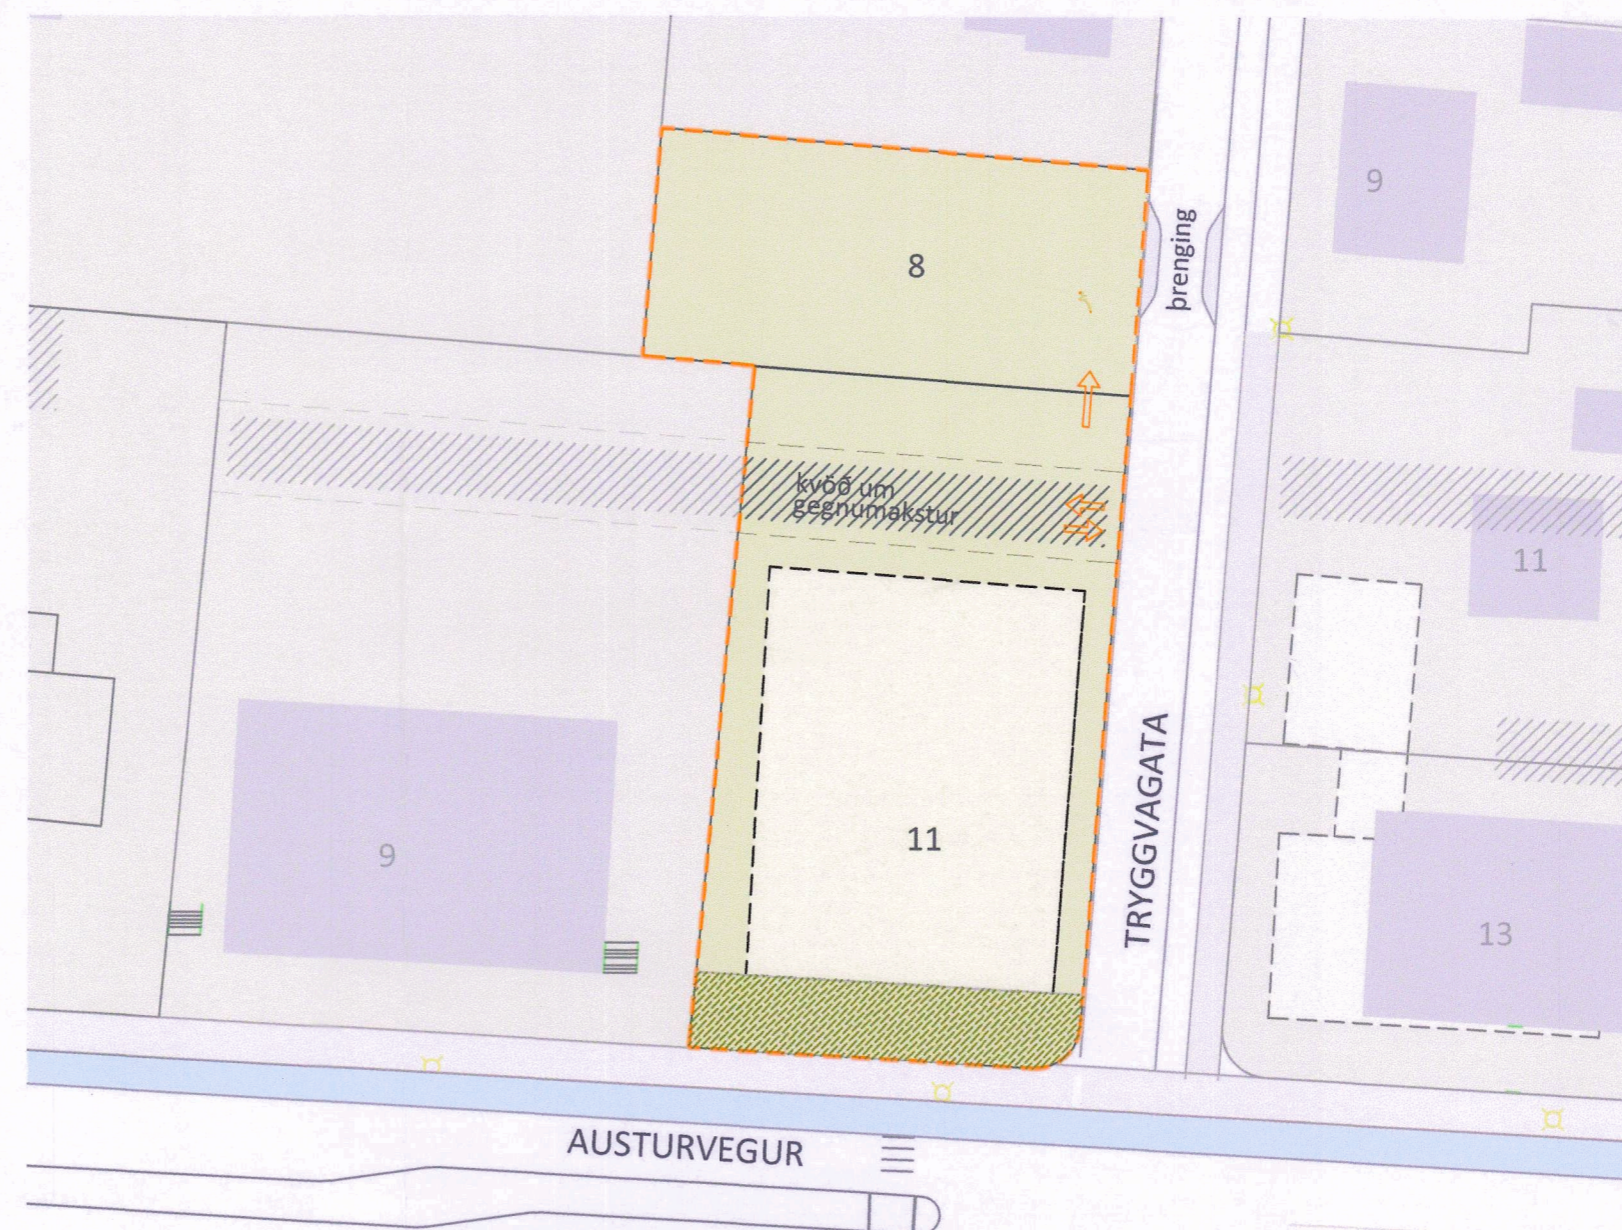 9
8
þrenging
kvöð um
gegnumakstur
11
11
TRYGGVAGATA
9
13
AUSTURVEGUR